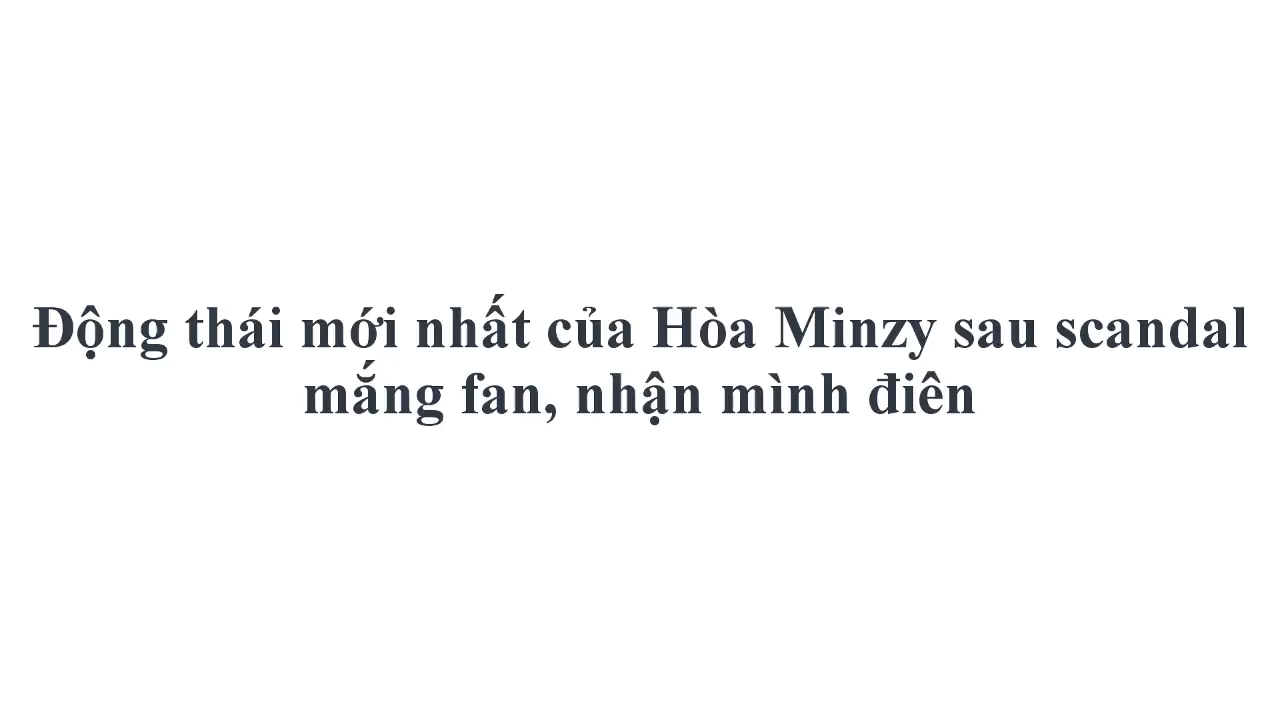 Động thái mới nhất của Hòa Minzy sau scandal
mắng fan, nhận mình điên